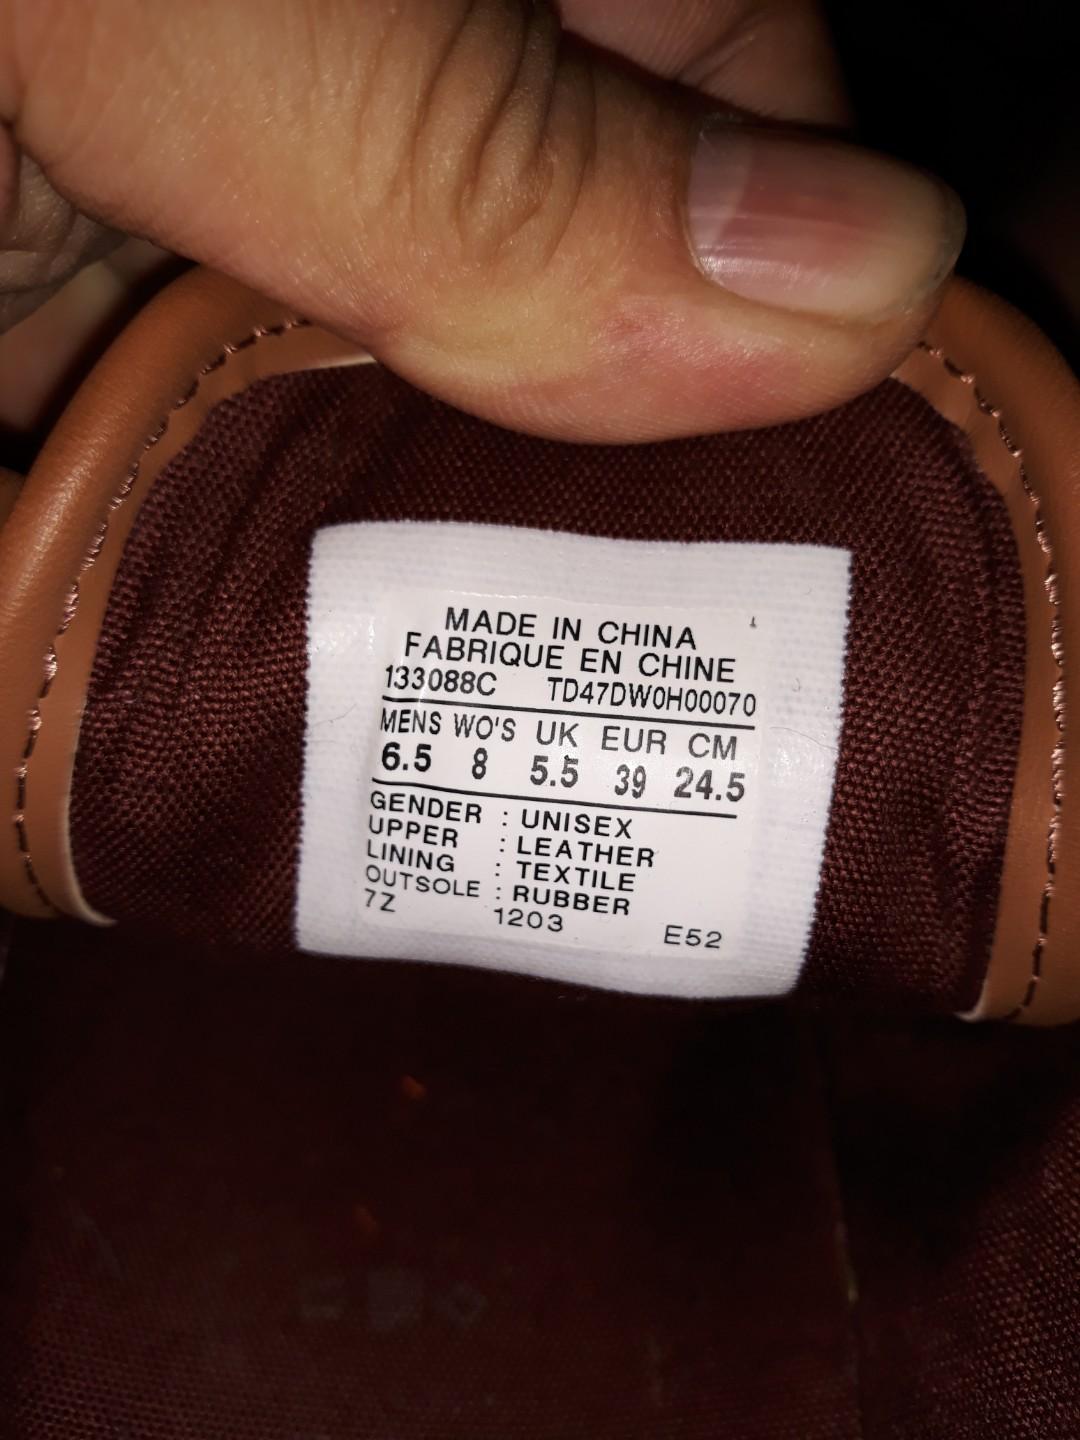 MADE IN CHINA
FABRIQUE EN CHINE
133088C TD47DW0H00070
MENS WO'S UK EUR CM
6.5 8 5.5 39 24.5
GENDER : UNISEX
UPPER : LEATHER
LINING : TEXTILE
OUTSOLE : RUBBER
7Z 1203 E52